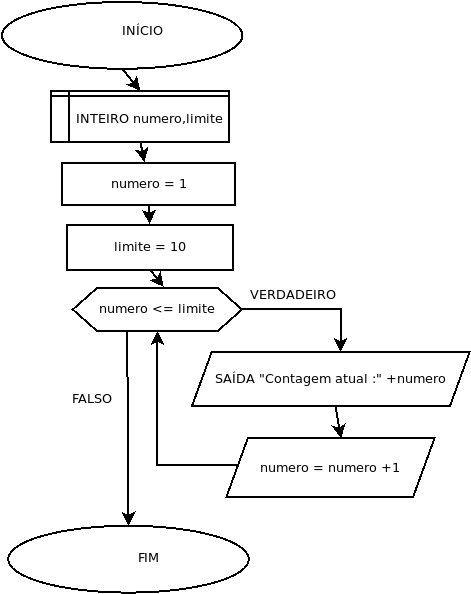 INÍCIO
INTEIRO numero,limite
numero = 1
limite = 10
numero <= limite
VERDADEIRO
SAÍDA "Contagem atual :" +numero
FALSO
numero = numero +1
FIM